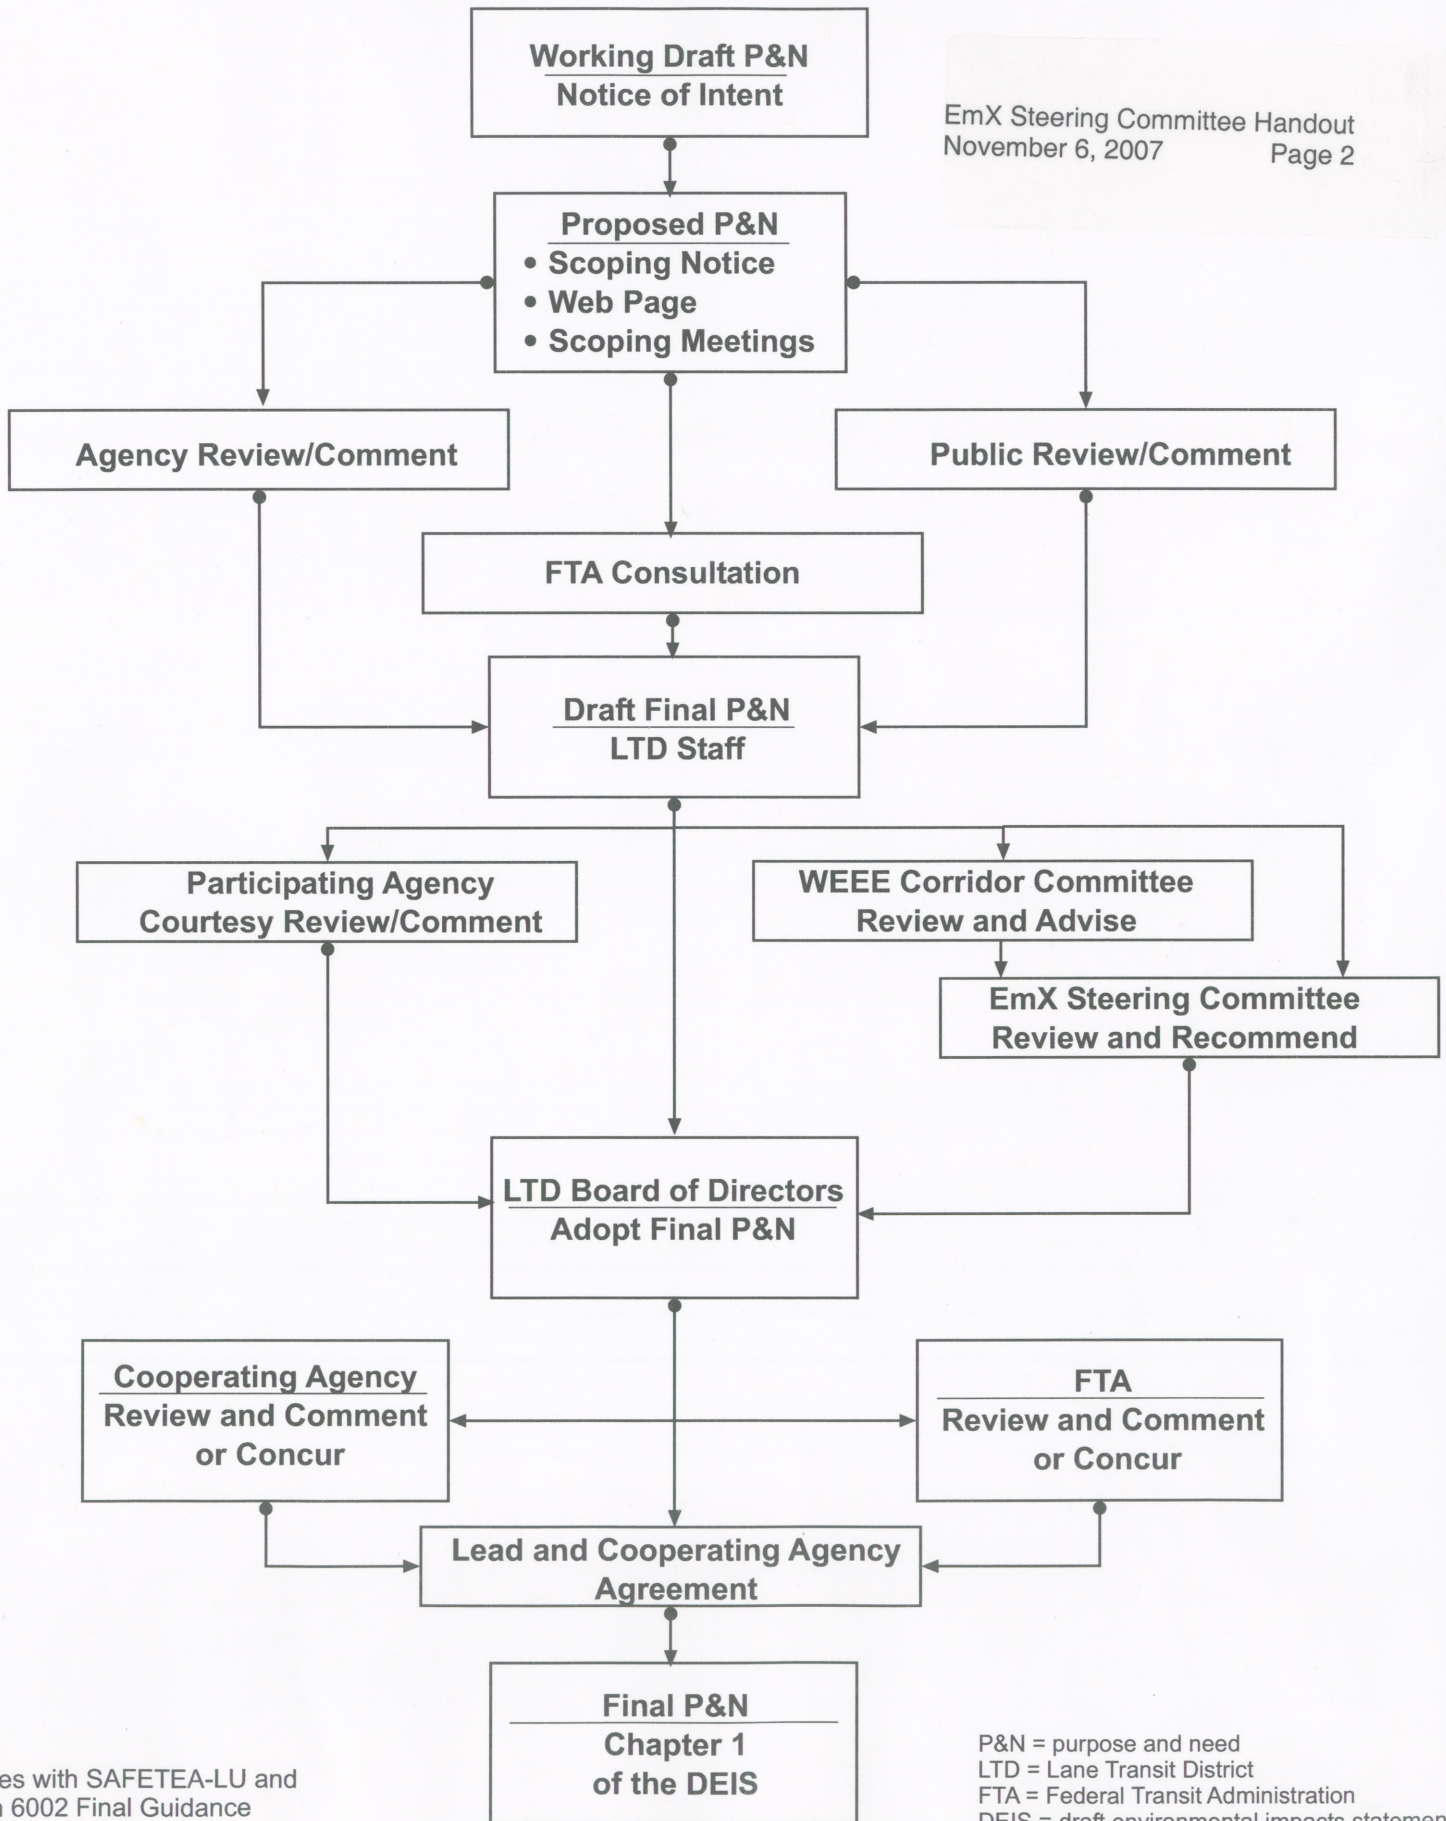 Working Draft P&N
Notice of Intent
EmX Steering Committee Handout
November 6, 2007 Page 2
Proposed P&N
• Scoping Notice
• Web Page
• Scoping Meetings
Agency Review/Comment
Public Review/Comment
FTA Consultation
Draft Final P&N
LTD Staff
Participating Agency
Courtesy Review/Comment
WEEE Corridor Committee
Review and Advise
EmX Steering Committee
Review and Recommend
LTD Board of Directors
Adopt Final P&N
Cooperating Agency
Review and Comment
or Concur
FTA
Review and Comment
or Concur
Lead and Cooperating Agency
Agreement
Final P&N
Chapter 1
of the DEIS
es with SAFETEA-LU and
6002 Final Guidance
P&N = purpose and need
LTD = Lane Transit District
FTA = Federal Transit Administration
DEIS = draft environmental impacts statemen